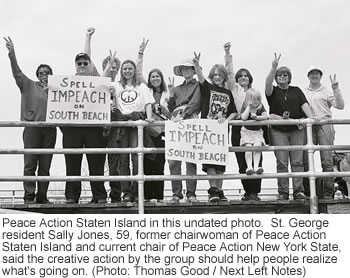 SPELL
IMPEACH
ON
SOUTH BEACH
SPELL
IMPEACH
ON
SOUTH BEACH
Peace Action Staten Island in this undated photo.  St. George
resident Sally Jones, 59, former chairwoman of Peace Action
Staten Island and current chair of Peace Action New York State,
said the creative action by the group should help people realize
what's going on. (Photo: Thomas Good / Next Left Notes)